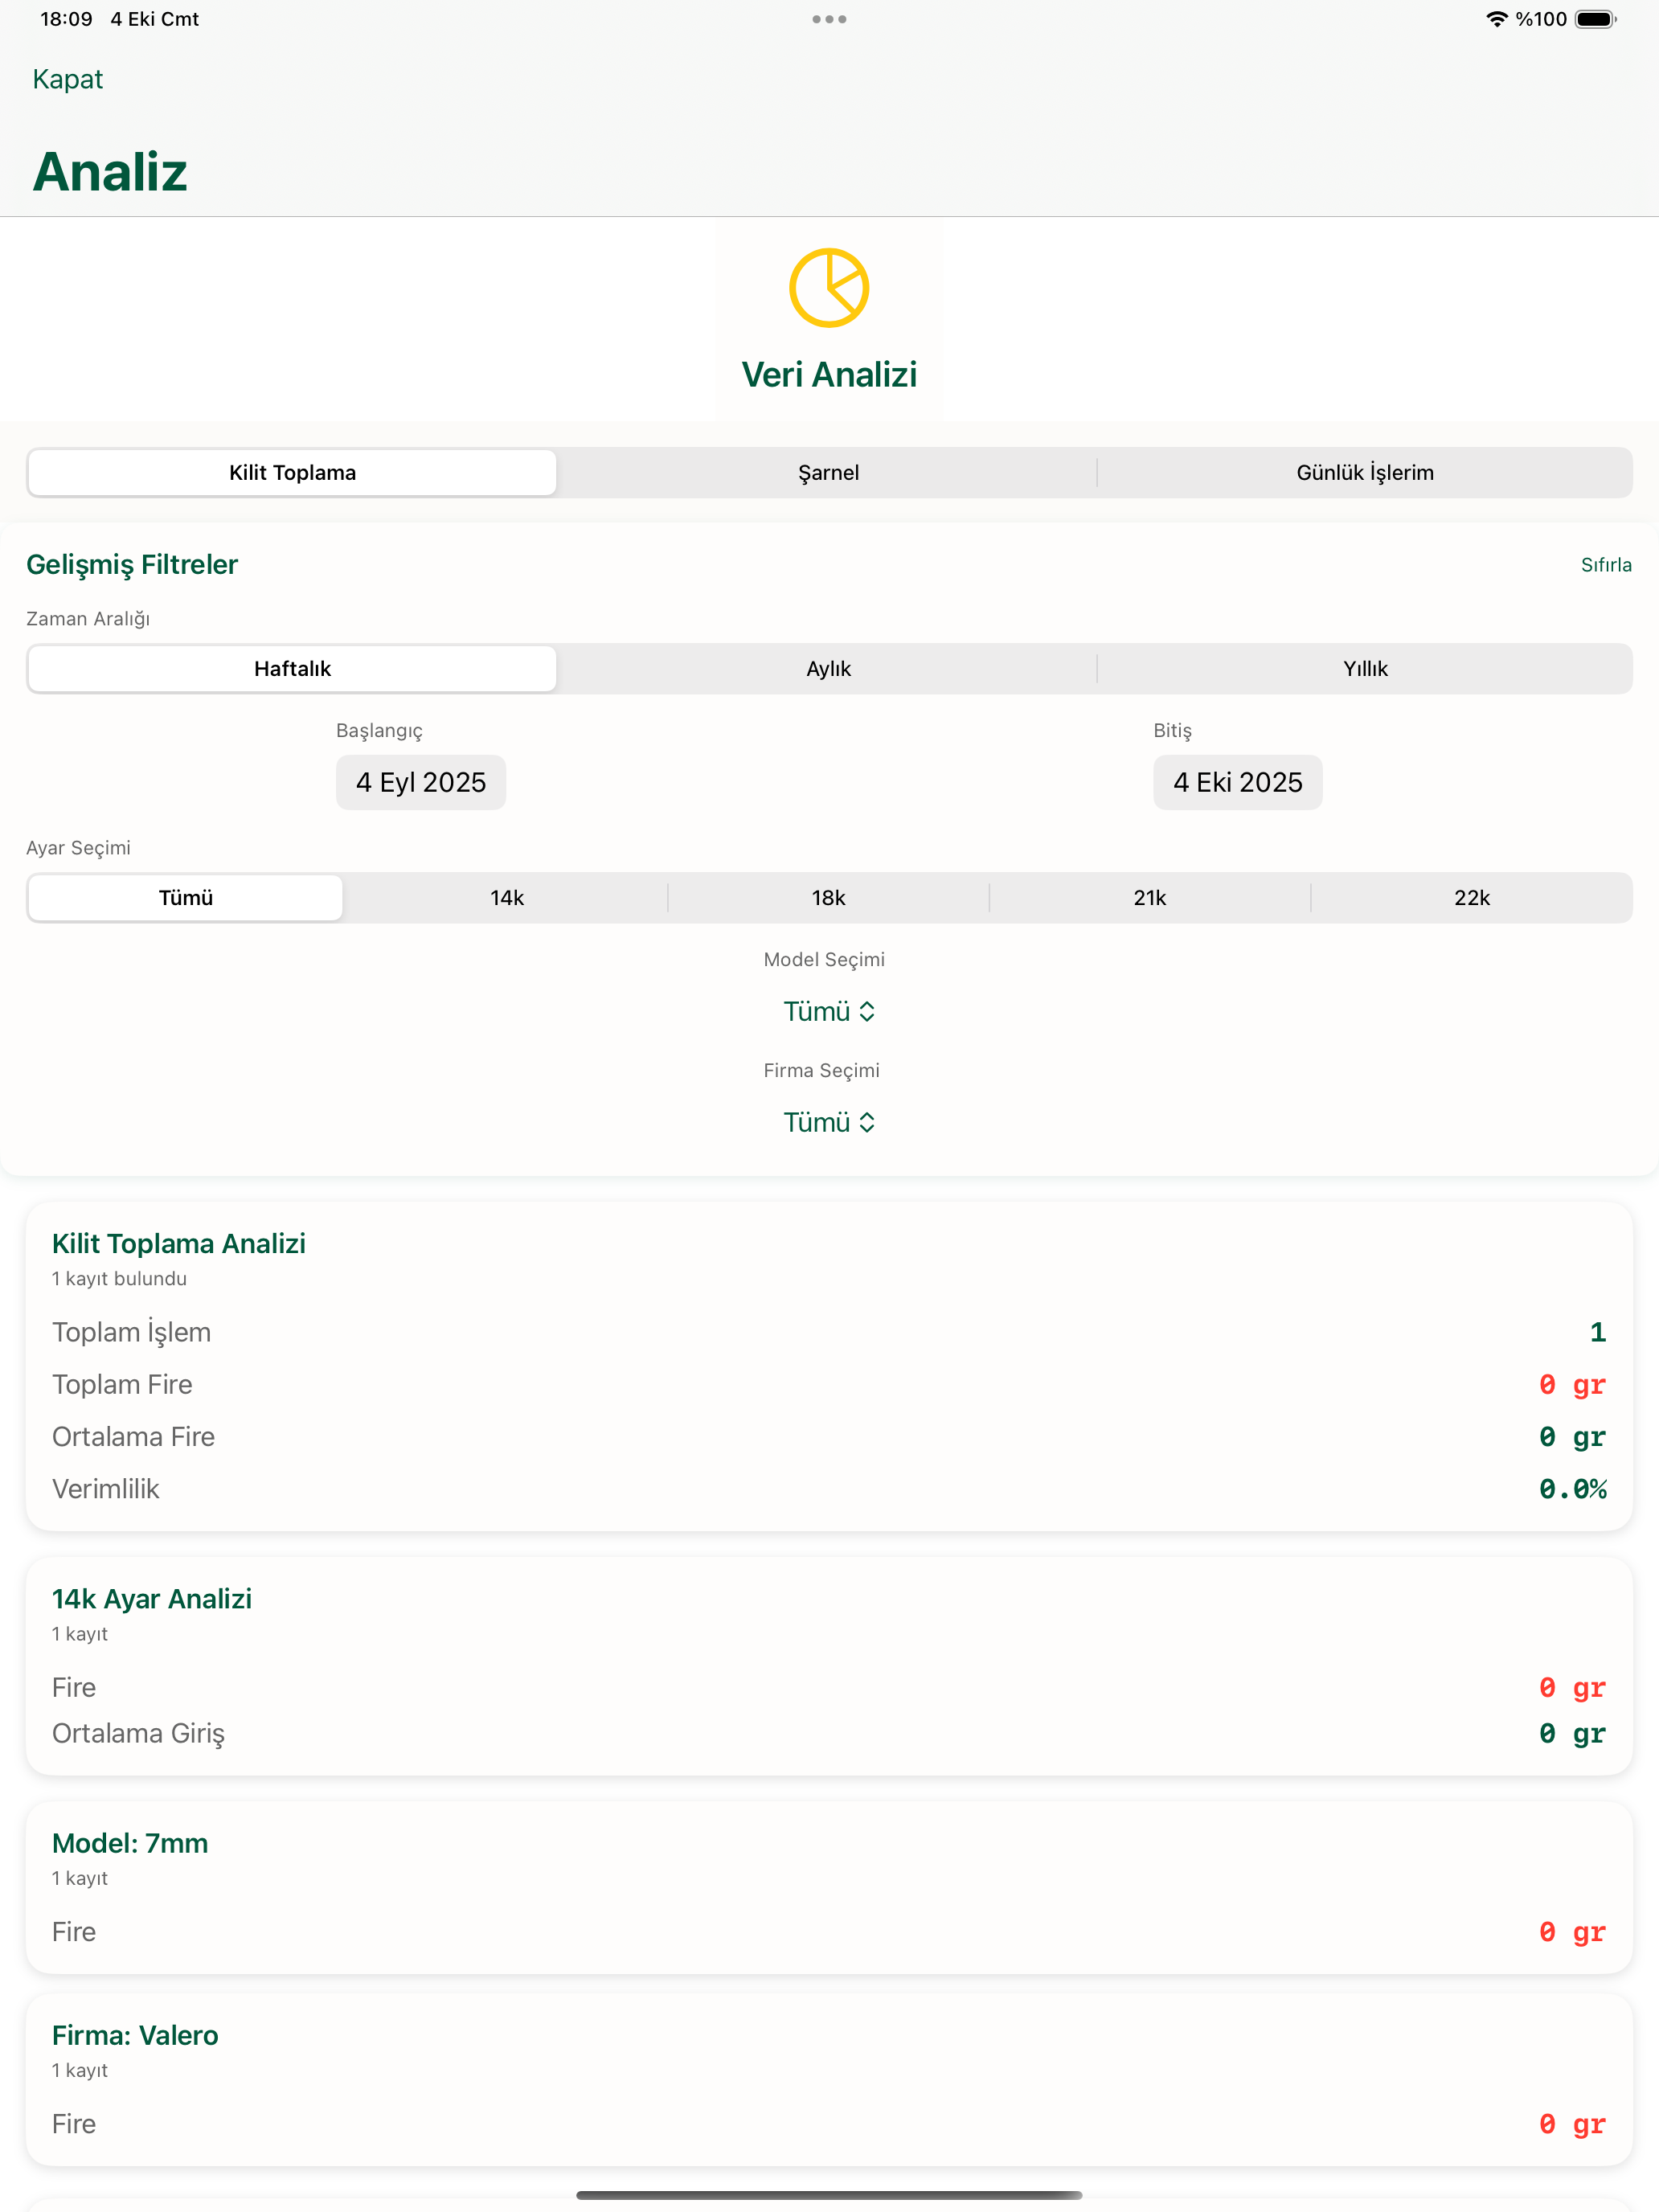 18:09 4 Eki Cmt
%100
Kapat
Analiz
Veri Analizi
Kilit Toplama Şarnel Günlük İşlerim
Gelişmiş Filtreler Sıfırla
Zaman Aralığı
Haftalık Aylık Yıllık
Başlangıç Bitiş
4 Eyl 2025 4 Eki 2025
Ayar Seçimi
Tümü 14k 18k 21k 22k
Model Seçimi
Tümü
Firma Seçimi
Tümü
Kilit Toplama Analizi
1 kayıt bulundu
Toplam İşlem 1
Toplam Fire 0 gr
Ortalama Fire 0 gr
Verimlilik 0.0%
14k Ayar Analizi
1 kayıt
Fire 0 gr
Ortalama Giriş 0 gr
Model: 7mm
1 kayıt
Fire 0 gr
Firma: Valero
1 kayıt
Fire 0 gr